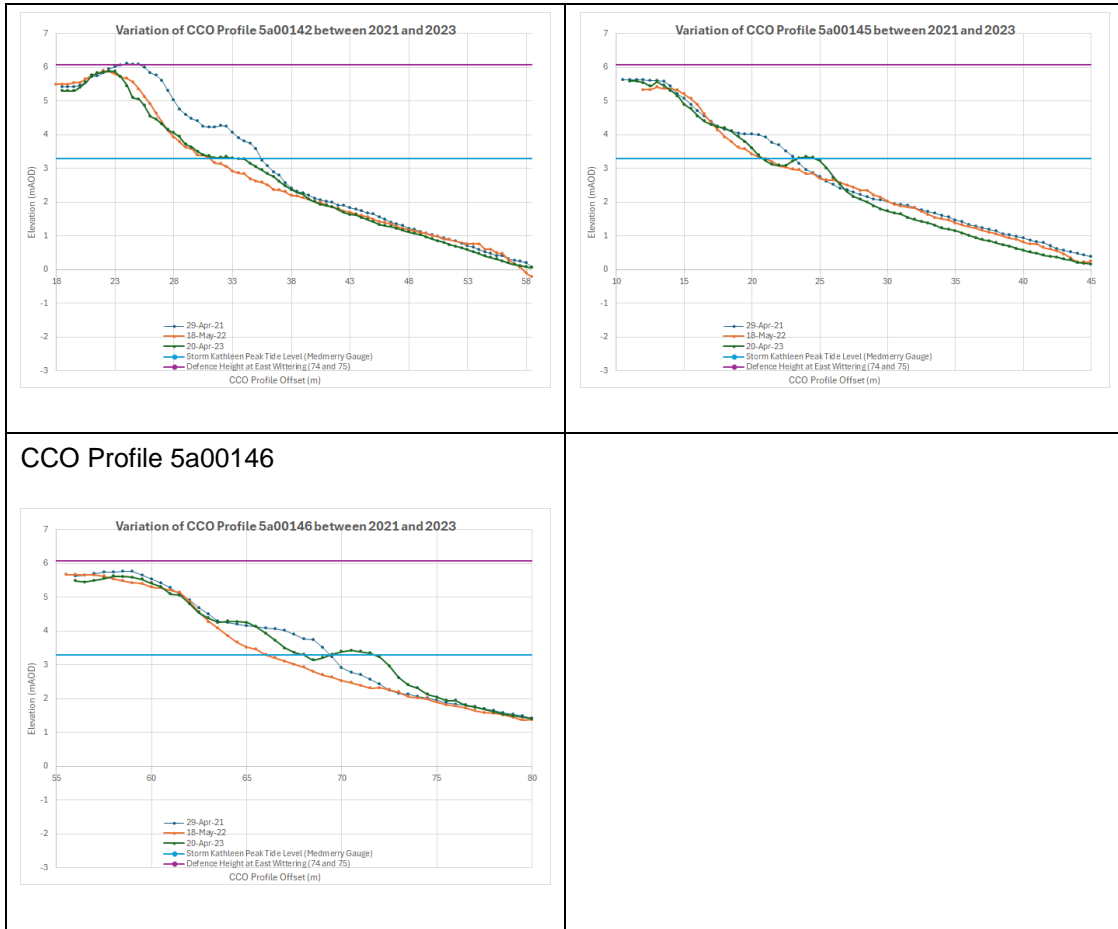 Variation of CCO Profile 5a00142 between 2021 and 2023
7
6
5
4
3
2
1
0
-1
-2
-3
Elevation (mAOD)
18 23 28 33 38 43 48 53 58
29-Apr-21
18-May-22
20-Apr-23
Storm Kathleen Peak Tide Level (Medmerry Gauge)
Defence Height at East Wittering (74 and 75)
CCO Profile Offset (m)
Variation of CCO Profile 5a00145 between 2021 and 2023
7
6
5
4
3
2
1
0
-1
-2
-3
Elevation (mAOD)
10 15 20 25 30 35 40 45
29-Apr-21
18-May-22
20-Apr-23
Storm Kathleen Peak Tide Level (Medmerry Gauge)
Defence Height at East Wittering (74 and 75)
CCO Profile Offset (m)
CCO Profile 5a00146
Variation of CCO Profile 5a00146 between 2021 and 2023
7
6
5
4
3
2
1
0
-1
-2
-3
Elevation (mAOD)
55 60 65 70 75 80
29-Apr-21
18-May-22
20-Apr-23
Storm Kathleen Peak Tide Level (Medmerry Gauge)
Defence Height at East Wittering (74 and 75)
CCO Profile Offset (m)